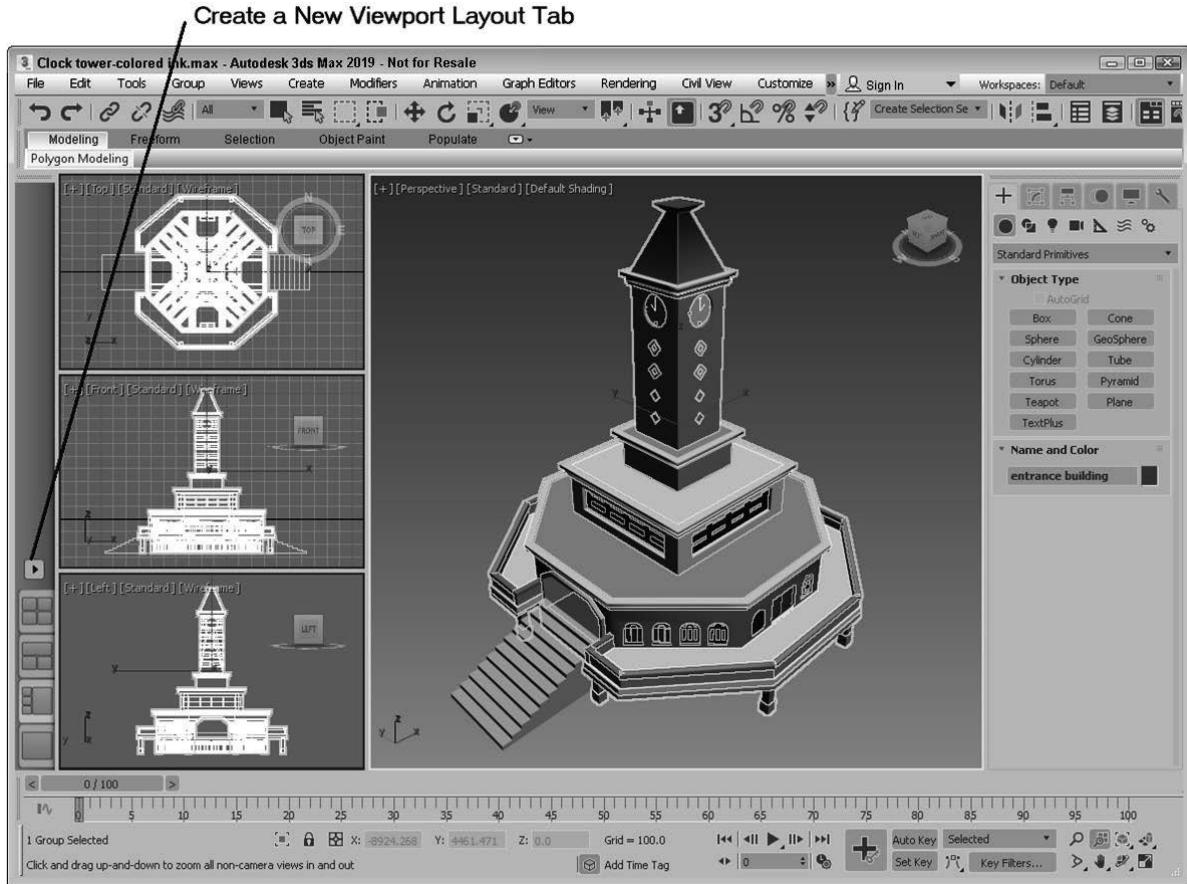 Create a New Viewport Layout Tab
Clock tower-colored ink.max - Autodesk 3ds Max 2019 - Not for Resale
File Edit Tools Group Views Create Modifiers Animation Graph Editors Rendering Civil View Customize » Sign In Workspaces: Default
All View 3 Create Selection Se
Modeling Freeform Selection Object Paint Populate
Polygon Modeling
[+][Top][Standard][Wireframe]
N
TOP
E
y
z x
[+][Perspective][Standard][Default Shading]
y x
z
y x
[+][Front][Standard][Wireframe]
FRONT
x
z
x
[+][Left][Standard][Wireframe]
LEFT
y
z
y x
Standard Primitives
Object Type
AutoGrid
Box Cone
Sphere GeoSphere
Cylinder Tube
Torus Pyramid
Teapot Plane
TextPlus
Name and Color
entrance building
< 0 / 100 >
0 5 10 15 20 25 30 35 40 45 50 55 60 65 70 75 80 85 90 95 100
1 Group Selected X: -8924.268 Y: 4461.471 Z: 0.0 Grid = 100.0 Auto Key Selected
Click and drag up-and-down to zoom all non-camera views in and out Add Time Tag 0 Set Key Key Filters...